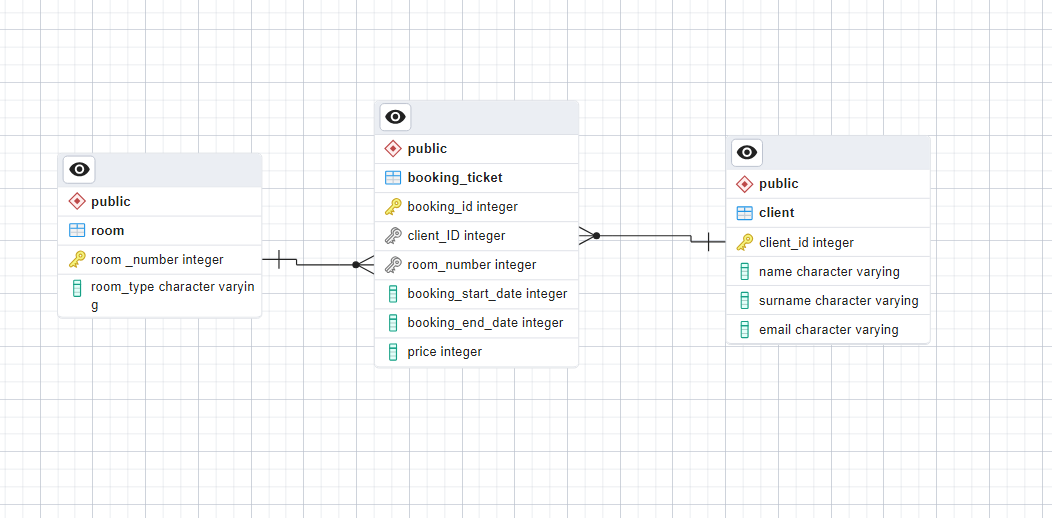 public
room
room _number integer
room_type character varyin
g
public
booking_ticket
booking_id integer
client_ID integer
room_number integer
booking_start_date integer
booking_end_date integer
price integer
public
client
client_id integer
name character varying
surname character varying
email character varying